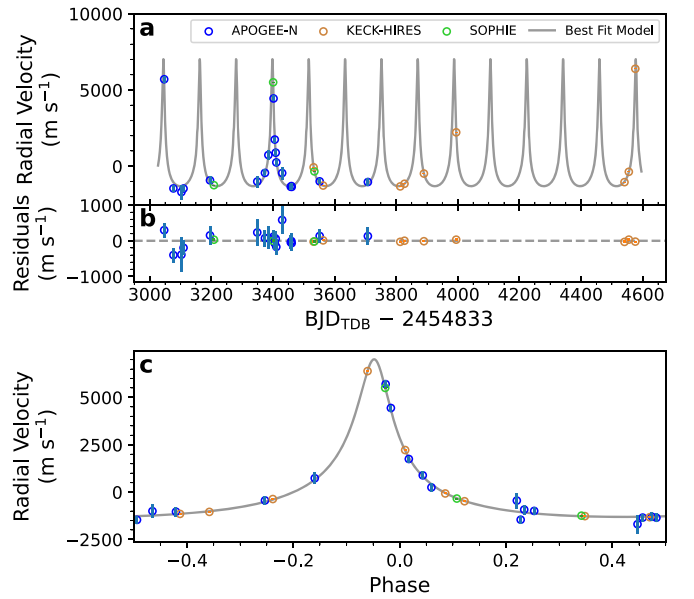 a
APOGEE-N KECK-HIRES SOPHIE Best Fit Model
Radial Velocity
(m s⁻¹)
10000
5000
0
b
Residuals
(m s⁻¹)
1000
0
−1000
3000 3200 3400 3600 3800 4000 4200 4400 4600
BJD_TDB − 2454833
c
Radial Velocity
(m s⁻¹)
5000
2500
0
−2500
−0.4 −0.2 0.0 0.2 0.4
Phase